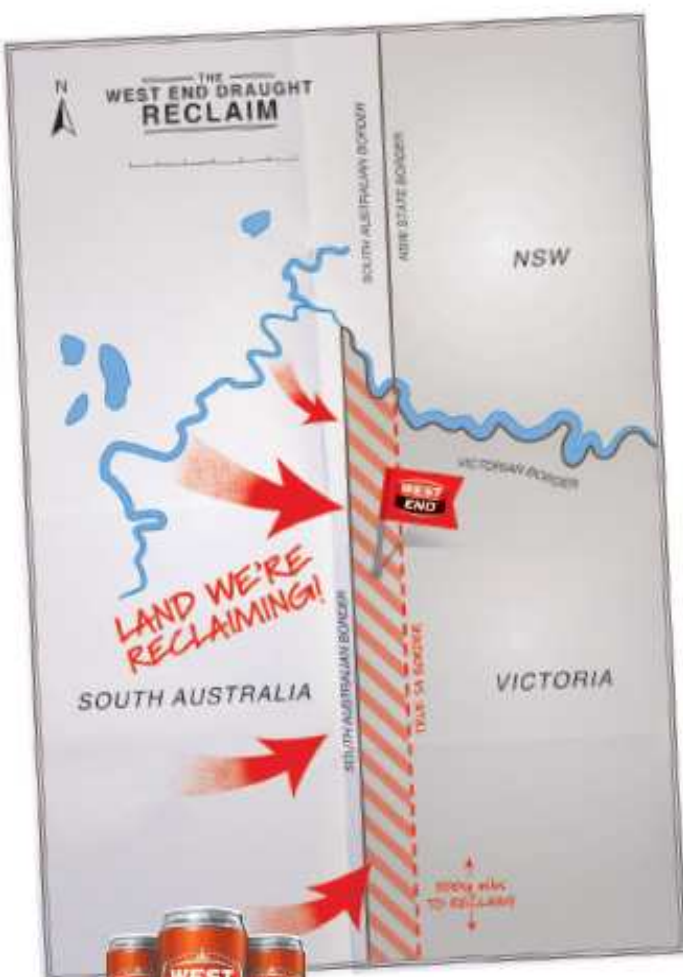 N
THE
WEST END DRAUGHT
RECLAIM
SOUTH AUSTRALIAN BORDER
NSW STATE BORDER
NSW
VICTORIAN BORDER
WEST
END
LAND WE'RE
RECLAIMING!
SOUTH AUSTRALIA
SOUTH AUSTRALIAN BORDER
TRUE SA BORDER
VICTORIA
TO RECLAIM
WEST